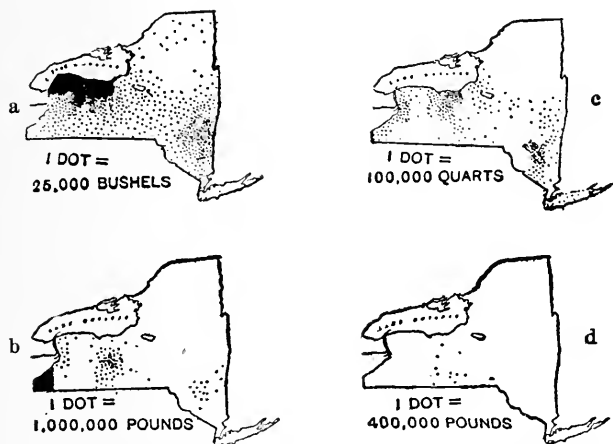 a
1 DOT =
25,000 BUSHELS
c
1 DOT =
100,000 QUARTS
b
1 DOT =
1,000,000 POUNDS
d
1 DOT =
400,000 POUNDS